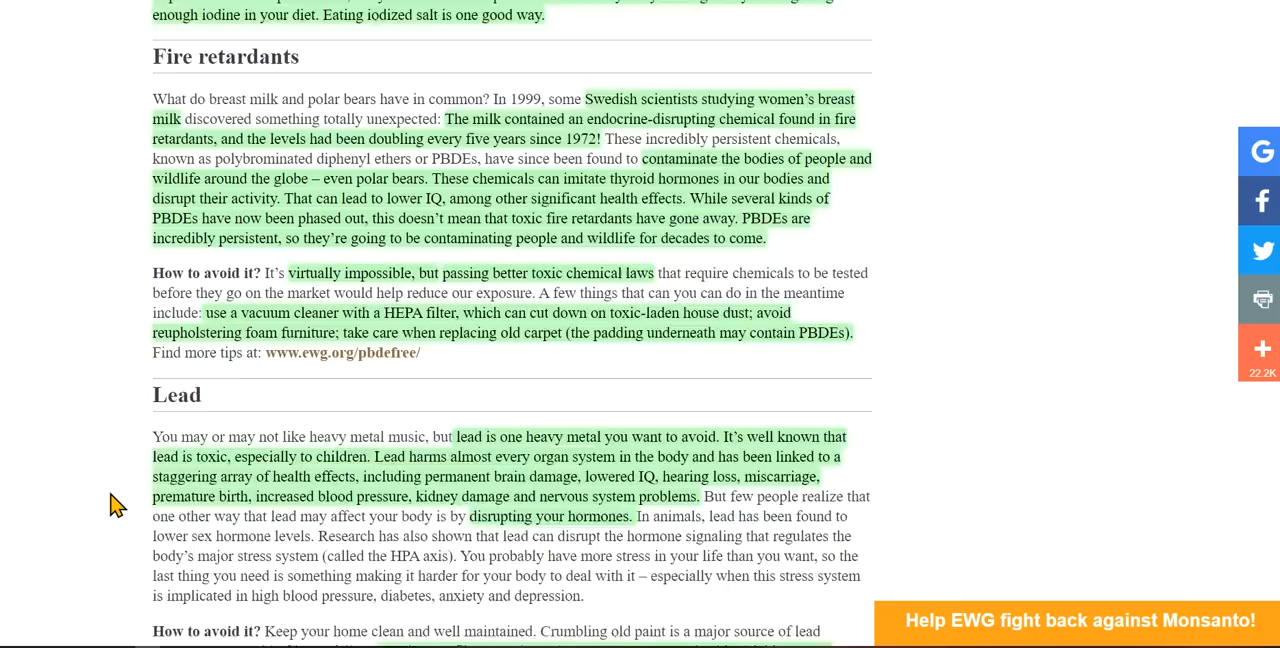 enough iodine in your diet. Eating iodized salt is one good way.
Fire retardants
What do breast milk and polar bears have in common? In 1999, some Swedish scientists studying women’s breast
milk discovered something totally unexpected: The milk contained an endocrine-disrupting chemical found in fire
retardants, and the levels had been doubling every five years since 1972! These incredibly persistent chemicals,
known as polybrominated diphenyl ethers or PBDEs, have since been found to contaminate the bodies of people and
wildlife around the globe – even polar bears. These chemicals can imitate thyroid hormones in our bodies and
disrupt their activity. That can lead to lower IQ, among other significant health effects. While several kinds of
PBDEs have now been phased out, this doesn’t mean that toxic fire retardants have gone away. PBDEs are
incredibly persistent, so they’re going to be contaminating people and wildlife for decades to come.
How to avoid it? It’s virtually impossible, but passing better toxic chemical laws that require chemicals to be tested
before they go on the market would help reduce our exposure. A few things that can you can do in the meantime
include: use a vacuum cleaner with a HEPA filter, which can cut down on toxic-laden house dust; avoid
reupholstering foam furniture; take care when replacing old carpet (the padding underneath may contain PBDEs).
Find more tips at: www.ewg.org/pbdefree/
Lead
You may or may not like heavy metal music, but lead is one heavy metal you want to avoid. It’s well known that
lead is toxic, especially to children. Lead harms almost every organ system in the body and has been linked to a
staggering array of health effects, including permanent brain damage, lowered IQ, hearing loss, miscarriage,
premature birth, increased blood pressure, kidney damage and nervous system problems. But few people realize that
one other way that lead may affect your body is by disrupting your hormones. In animals, lead has been found to
lower sex hormone levels. Research has also shown that lead can disrupt the hormone signaling that regulates the
body’s major stress system (called the HPA axis). You probably have more stress in your life than you want, so the
last thing you need is something making it harder for your body to deal with it – especially when this stress system
is implicated in high blood pressure, diabetes, anxiety and depression.
How to avoid it? Keep your home clean and well maintained. Crumbling old paint is a major source of lead
G
f
22.2K
Help EWG fight back against Monsanto!